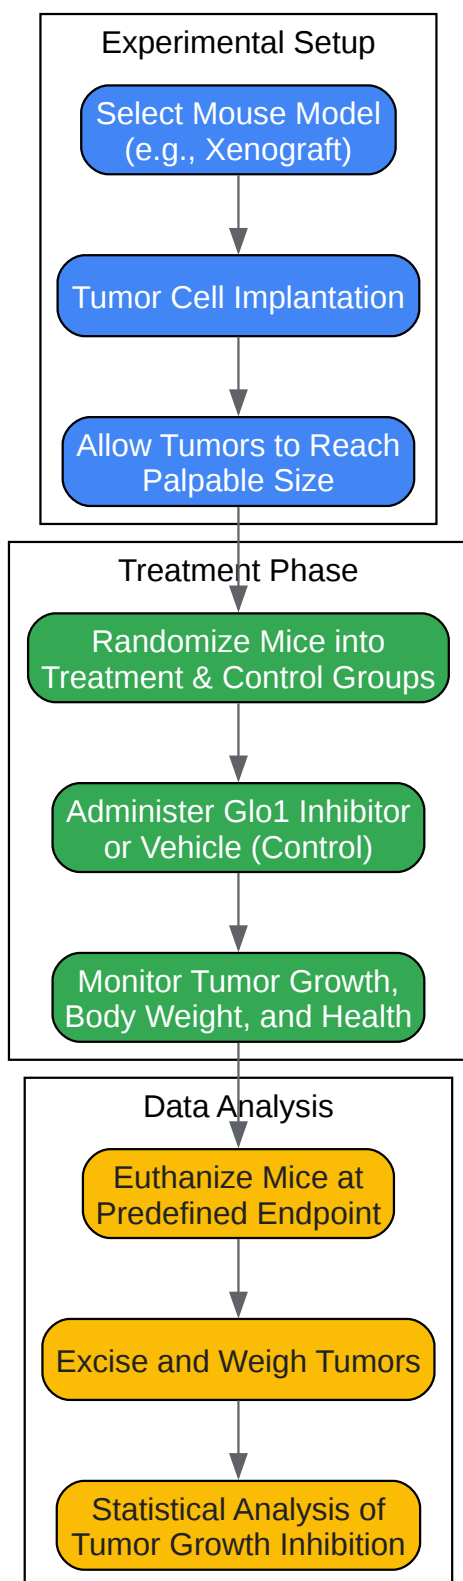 Experimental Setup
Select Mouse Model
(e.g., Xenograft)
Tumor Cell Implantation
Allow Tumors to Reach
Palpable Size
Treatment Phase
Randomize Mice into
Treatment & Control Groups
Administer Glo1 Inhibitor
or Vehicle (Control)
Monitor Tumor Growth,
Body Weight, and Health
Data Analysis
Euthanize Mice at
Predefined Endpoint
Excise and Weigh Tumors
Statistical Analysis of
Tumor Growth Inhibition